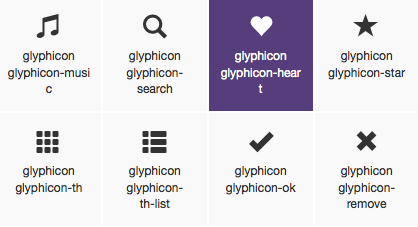 glyphicon
glyphicon-musi
c
glyphicon
glyphicon-
search
glyphicon
glyphicon-hear
t
glyphicon
glyphicon-star
glyphicon
glyphicon-th
glyphicon
glyphicon-
th-list
glyphicon
glyphicon-ok
glyphicon
glyphicon-
remove